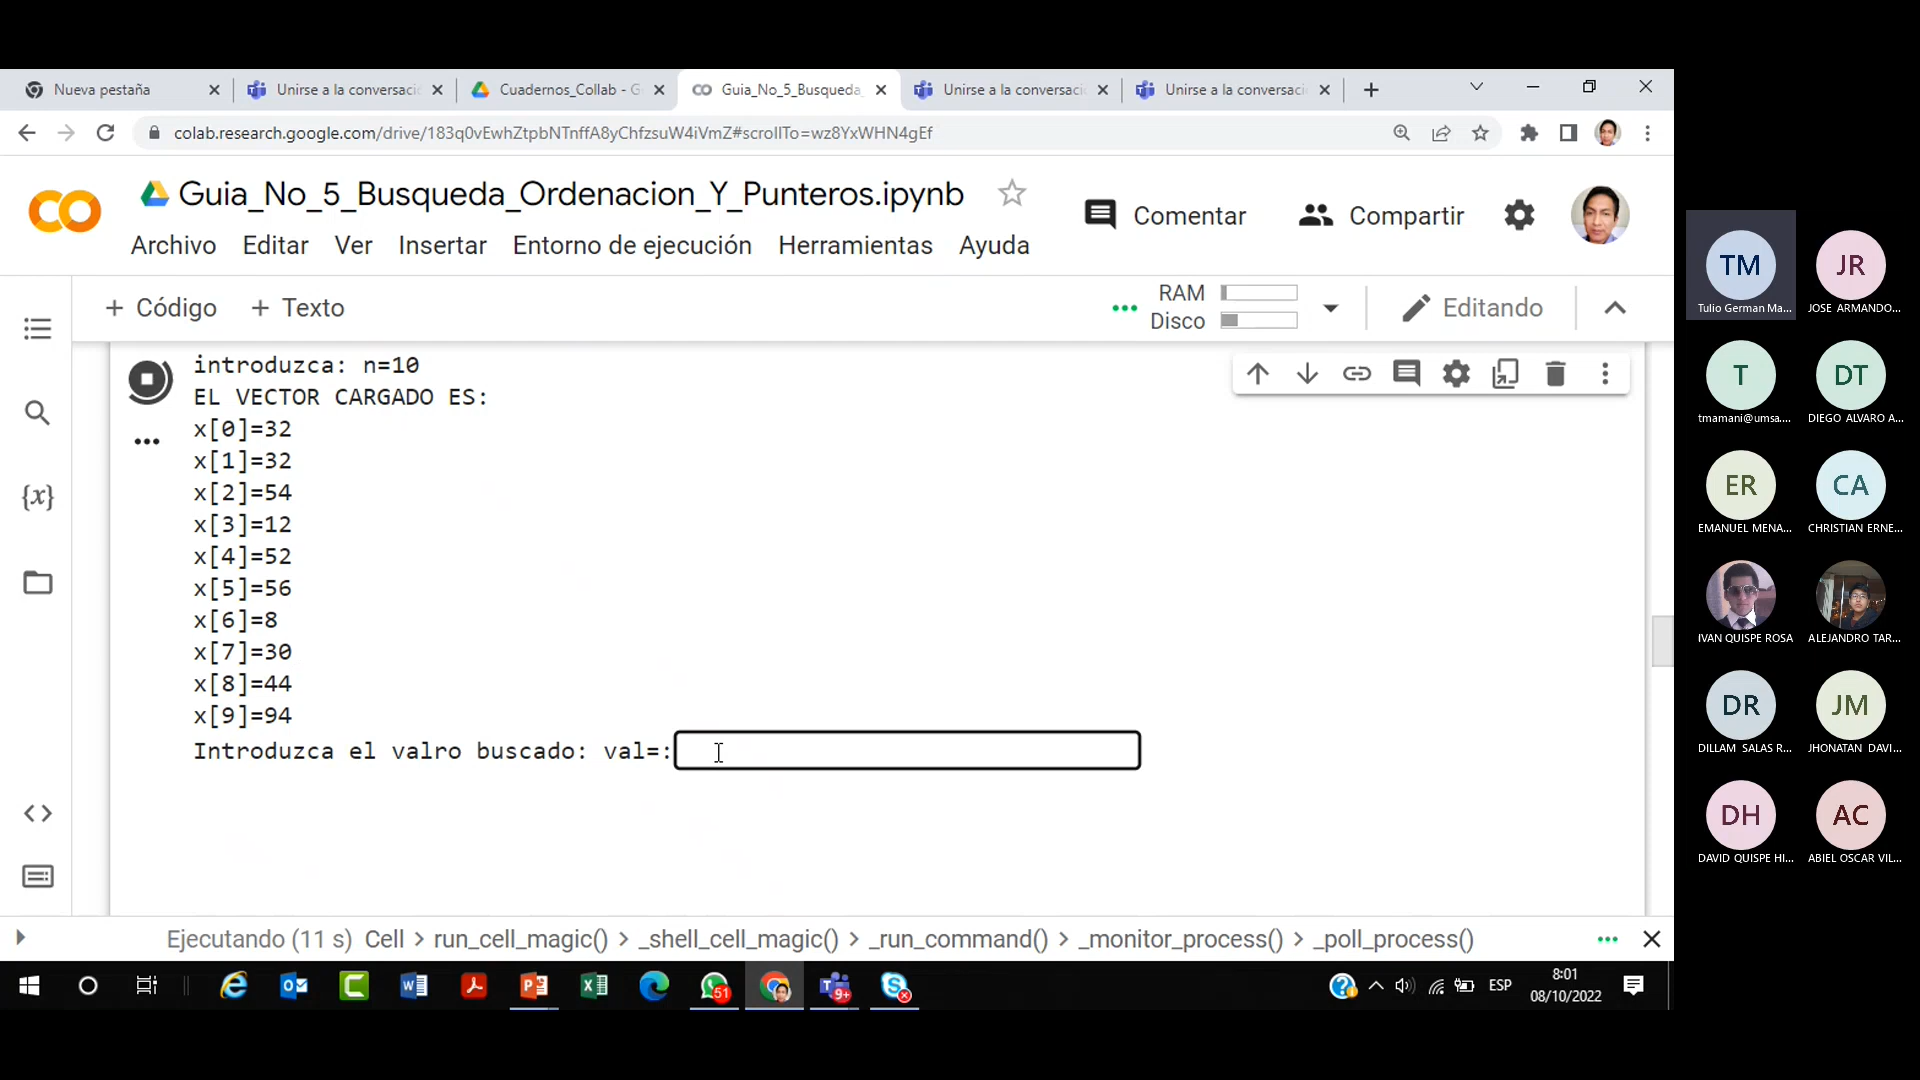 Nueva pestaña
Unirse a la conversaci
Cuadernos_Collab - G
Guia_No_5_Busqueda_
Unirse a la conversaci
Unirse a la conversaci
colab.research.google.com/drive/183q0vEwhZtpbNTnffA8yChfzsuW4iVmZ#scrollTo=wz8YxWHN4gEf
Guia_No_5_Busqueda_Ordenacion_Y_Punteros.ipynb
Comentar
Compartir
Archivo Editar Ver Insertar Entorno de ejecución Herramientas Ayuda
+ Código + Texto
RAM
Disco
Editando
introduzca: n=10
EL VECTOR CARGADO ES:
x[0]=32
x[1]=32
x[2]=54
x[3]=12
x[4]=52
x[5]=56
x[6]=8
x[7]=30
x[8]=44
x[9]=94
Introduzca el valro buscado: val=:
{x}
Ejecutando (11 s) Cell > run_cell_magic() > _shell_cell_magic() > _run_command() > _monitor_process() > _poll_process()
51
9+
ESP
8:01
08/10/2022
TM
Tulio German Ma...
JR
JOSE ARMANDO...
T
tmamani@umsa....
DT
DIEGO ALVARO A...
ER
EMANUEL MENA...
CA
CHRISTIAN ERNE...
IVAN QUISPE ROSA
ALEJANDRO TAR...
DR
DILLAM SALAS R...
JM
JHONATAN DAVI...
DH
DAVID QUISPE HI...
AC
ABIEL OSCAR VIL...